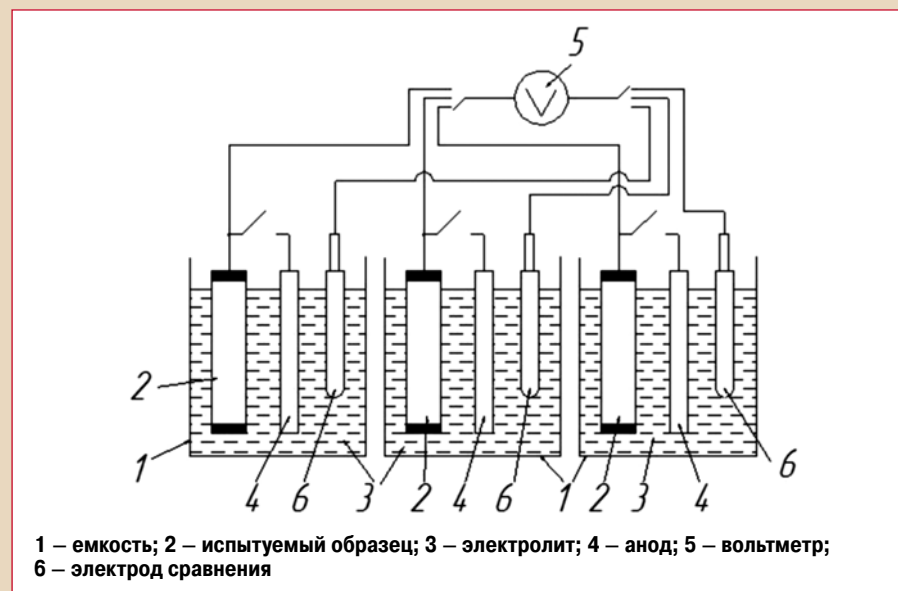 5
V
2
6
1 4 6 3 2 4 6 1 2 3 4
1 – емкость; 2 – испытуемый образец; 3 – электролит; 4 – анод; 5 – вольтметр;
6 – электрод сравнения